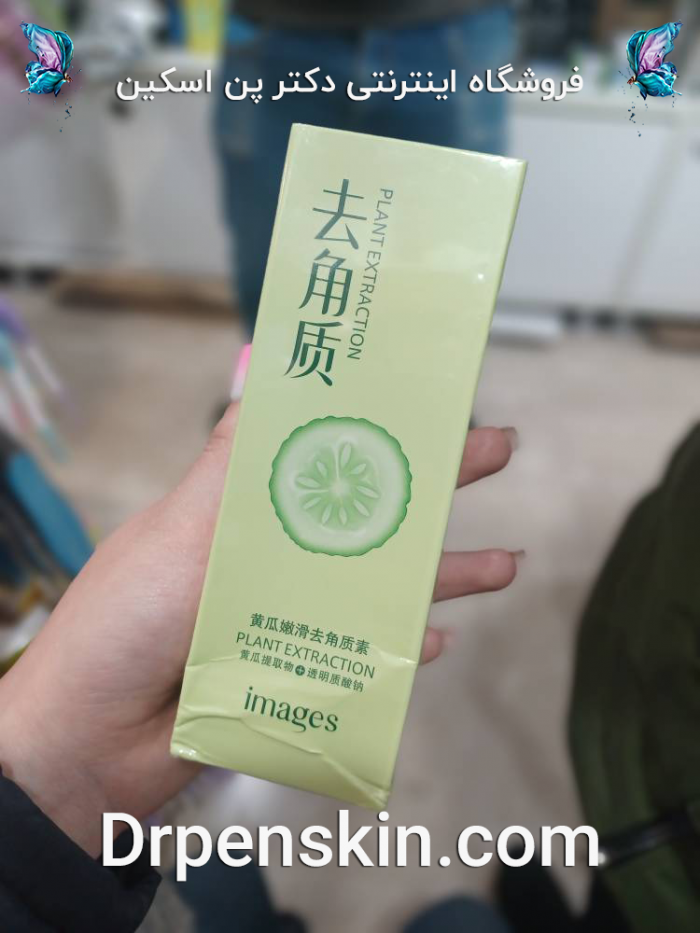 فروشگاه اینترنتی دکتر پن اسکین
去角质
PLANT EXTRACTION
黄瓜嫩滑去角质素
PLANT EXTRACTION
黄瓜提取物+透明质酸钠
images
Drpenskin.com